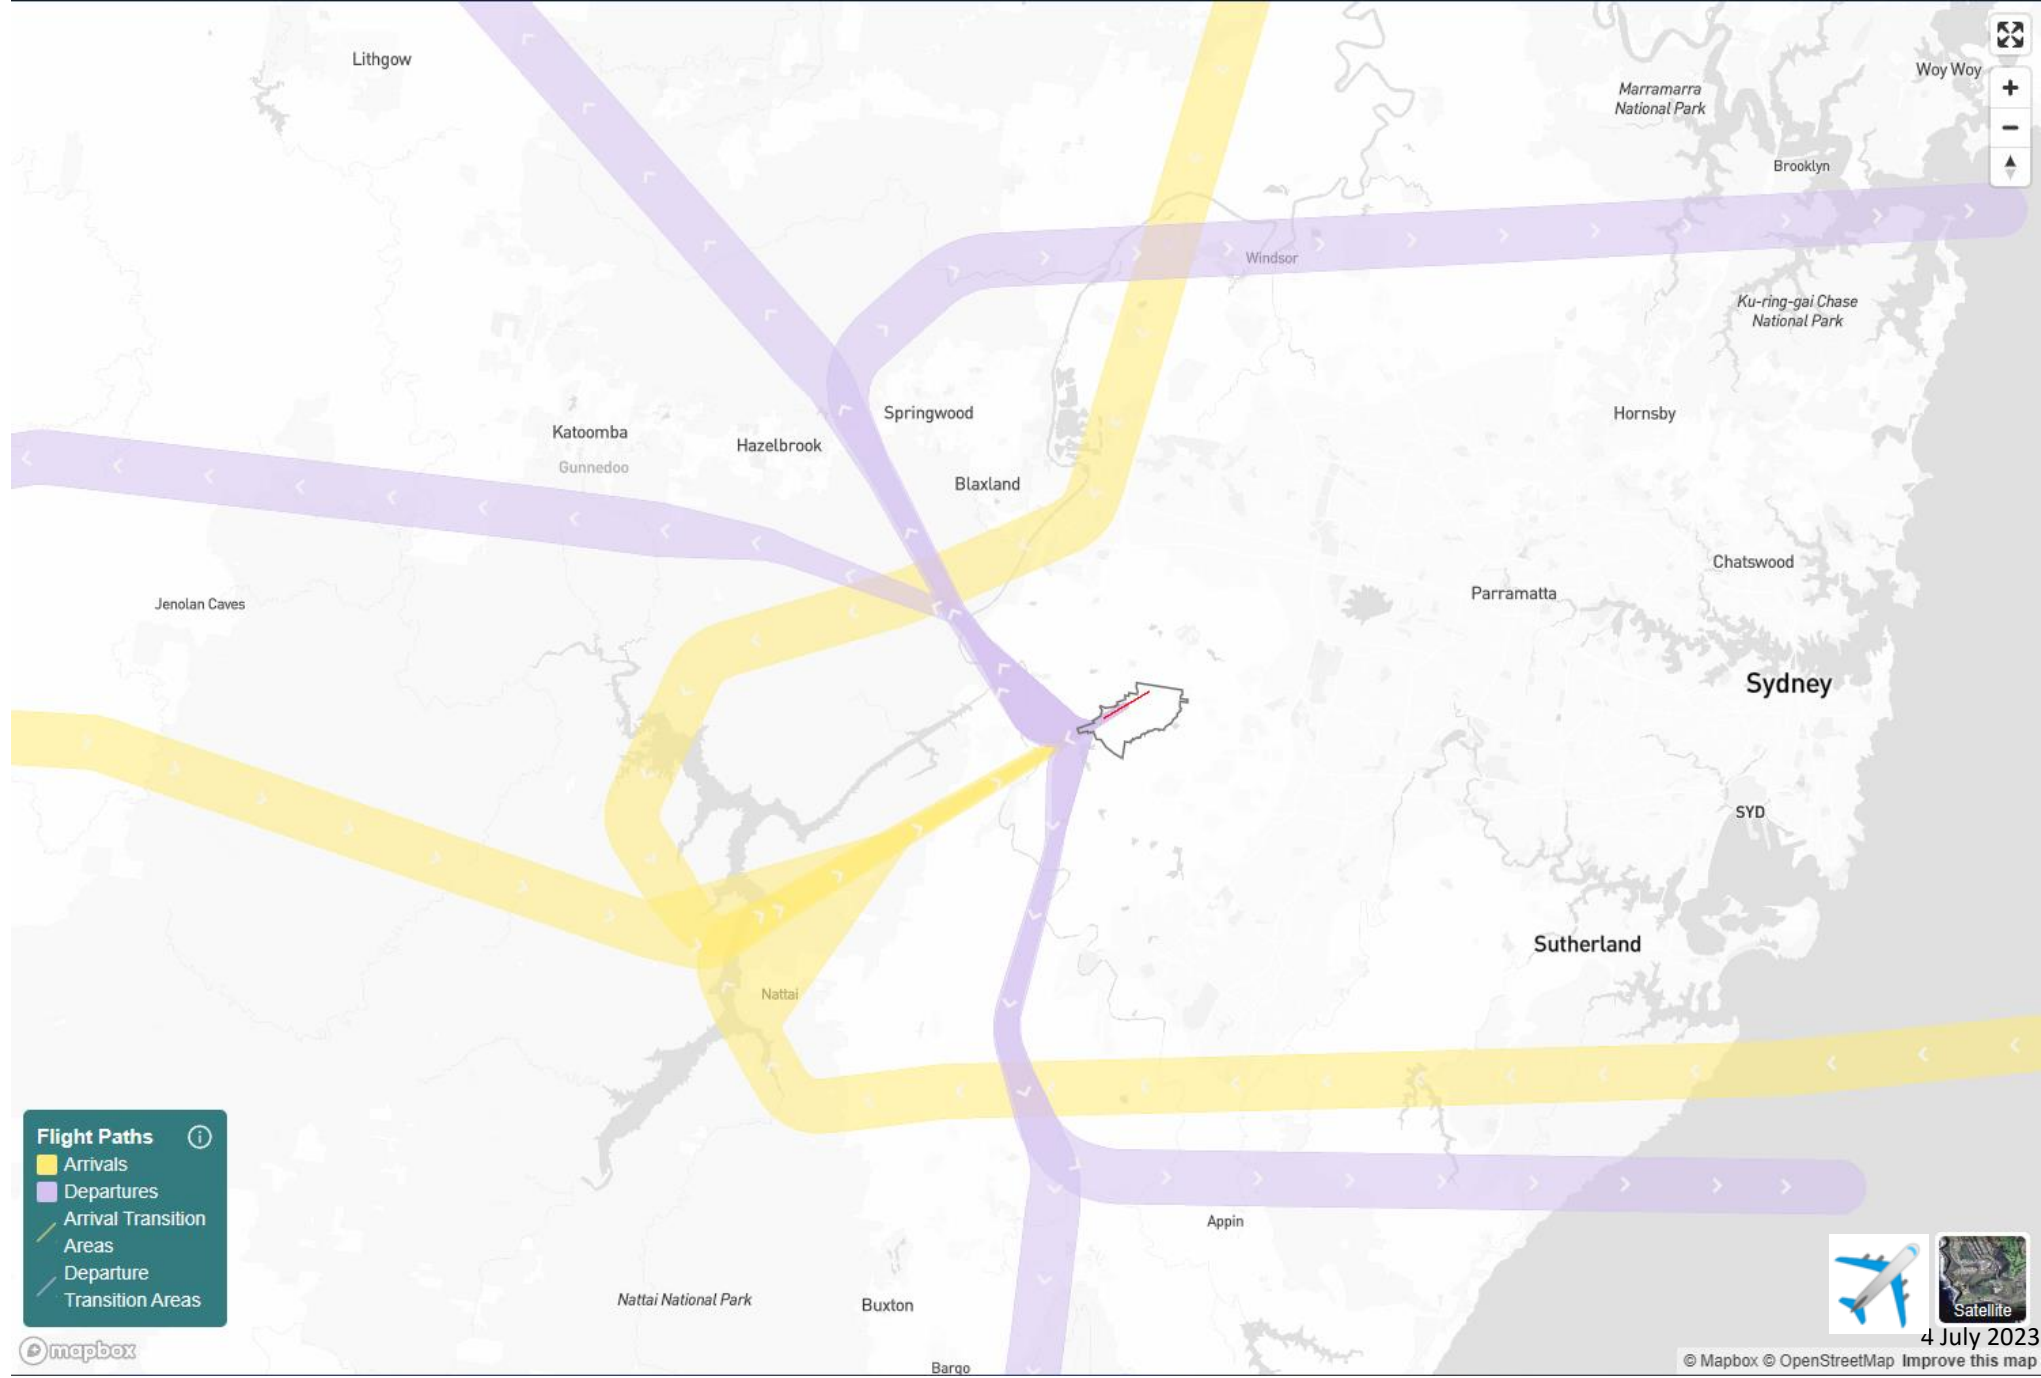 Lithgow
Woy Woy
Marramarra
National Park
Brooklyn
Windsor
Ku-ring-gai Chase
National Park
Springwood
Hornsby
Katoomba
Hazelbrook
Gunnedoo
Blaxland
Chatswood
Parramatta
Jenolan Caves
Sydney
SYD
Sutherland
Nattai
Flight Paths
Arrivals
Departures
Arrival Transition
Areas
Departure
Transition Areas
Appin
Nattai National Park
Buxton
Bargo
Satellite
4 July 2023
mapbox
© Mapbox © OpenStreetMap Improve this map